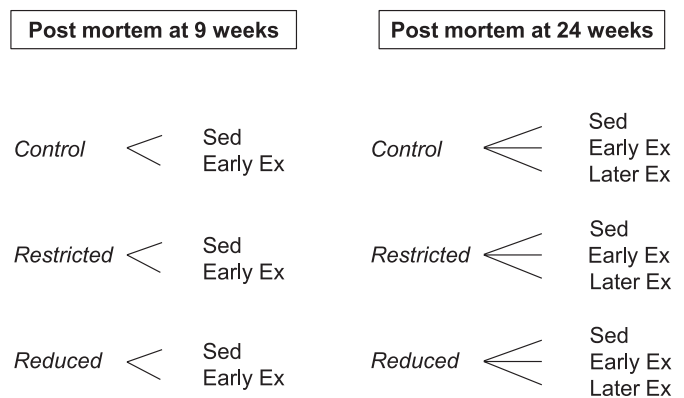 Post mortem at 9 weeks
Control
Sed
Early Ex
Restricted
Sed
Early Ex
Reduced
Sed
Early Ex
Post mortem at 24 weeks
Control
Sed
Early Ex
Later Ex
Restricted
Sed
Early Ex
Later Ex
Reduced
Sed
Early Ex
Later Ex